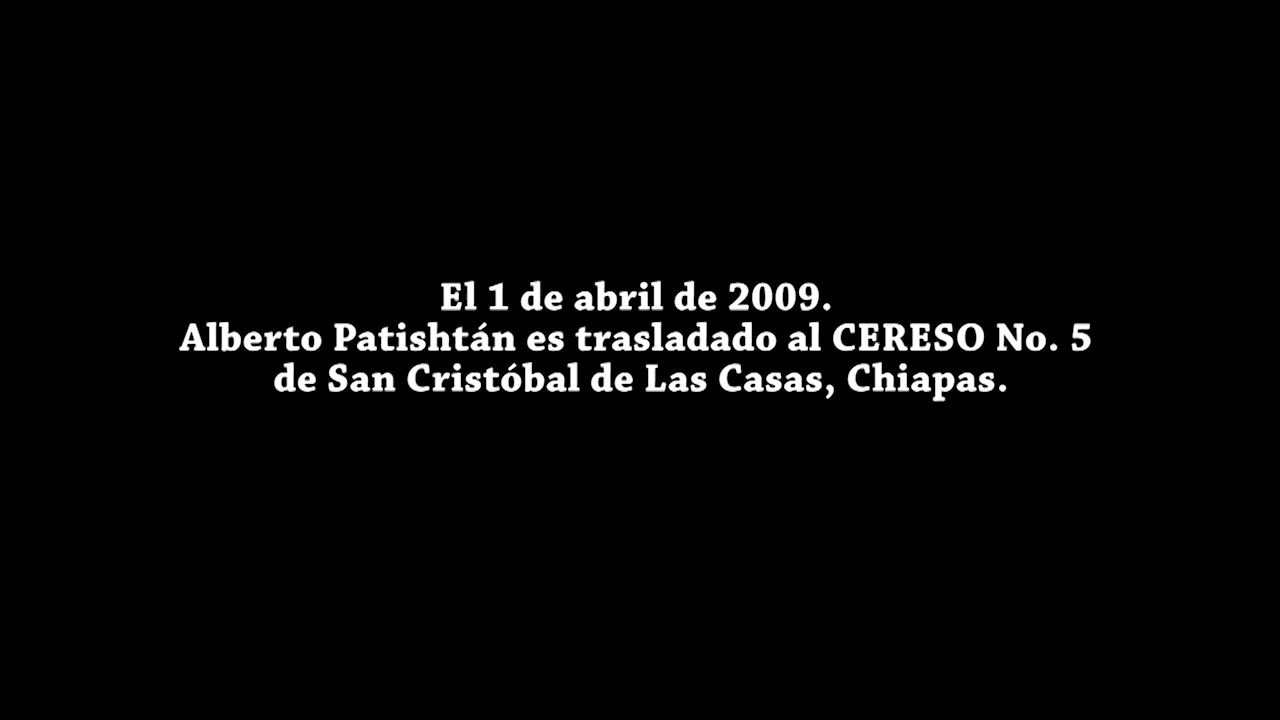 El 1 de abril de 2009.
Alberto Patishtán es trasladado al CERESO No. 5
de San Cristóbal de Las Casas, Chiapas.